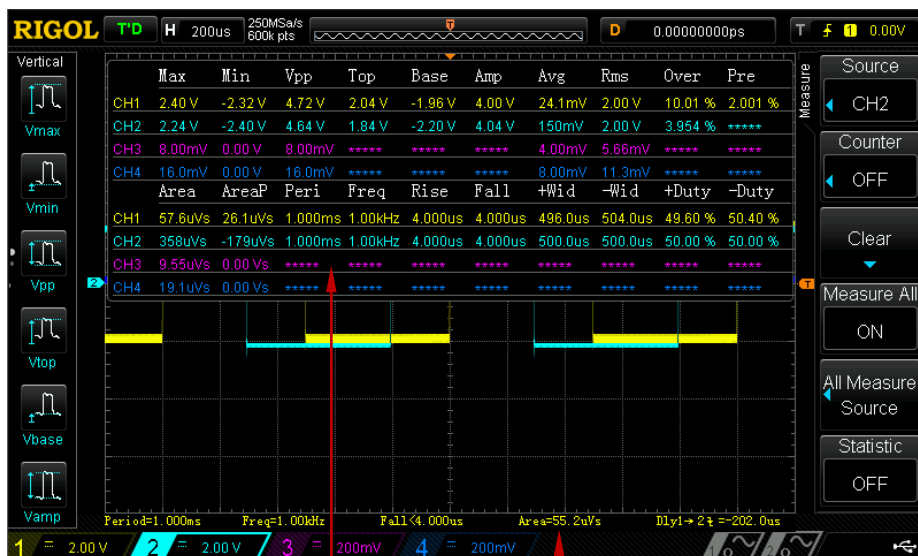 RIGOL T'D H 200us 250MSa/s 600k pts D 0.00000000ps T 1 0.00V
Vertical
Vmax
Vmin
Vpp
Vtop
Vbase
Vamp
Max Min Vpp Top Base Amp Avg Rms Over Pre
CH1 2.40 V -2.32 V 4.72 V 2.04 V -1.96 V 4.00 V 24.1mV 2.00 V 10.01 % 2.001 %
CH2 2.24 V -2.40 V 4.64 V 1.84 V -2.20 V 4.04 V 150mV 2.00 V 3.954 % *****
CH3 8.00mV 0.00 V 8.00mV ***** ***** ***** 4.00mV 5.66mV ***** *****
CH4 16.0mV 0.00 V 16.0mV ***** ***** ***** 8.00mV 11.3mV ***** *****
Area AreaP Peri Freq Rise Fall +Wid -Wid +Duty -Duty
CH1 57.6uVs 26.1uVs 1.000ms 1.00kHz 4.000us 4.000us 496.0us 504.0us 49.60 % 50.40 %
CH2 358uVs -179uVs 1.000ms 1.00kHz 4.000us 4.000us 500.0us 500.0us 50.00 % 50.00 %
CH3 9.55uVs 0.00 Vs ***** ***** ***** ***** ***** ***** ***** *****
CH4 19.1uVs 0.00 Vs ***** ***** ***** ***** ***** ***** ***** *****
2
T
Measure
Source
CH2
Counter
OFF
Clear
Measure All
ON
All Measure
Source
Statistic
OFF
Period=1.000ms Freq=1.00kHz Fall<4.000us Area=55.2uVs Dly1→2=-202.0us
1 = 2.00 V 2 = 2.00 V 3 = 200mV 4 = 200mV